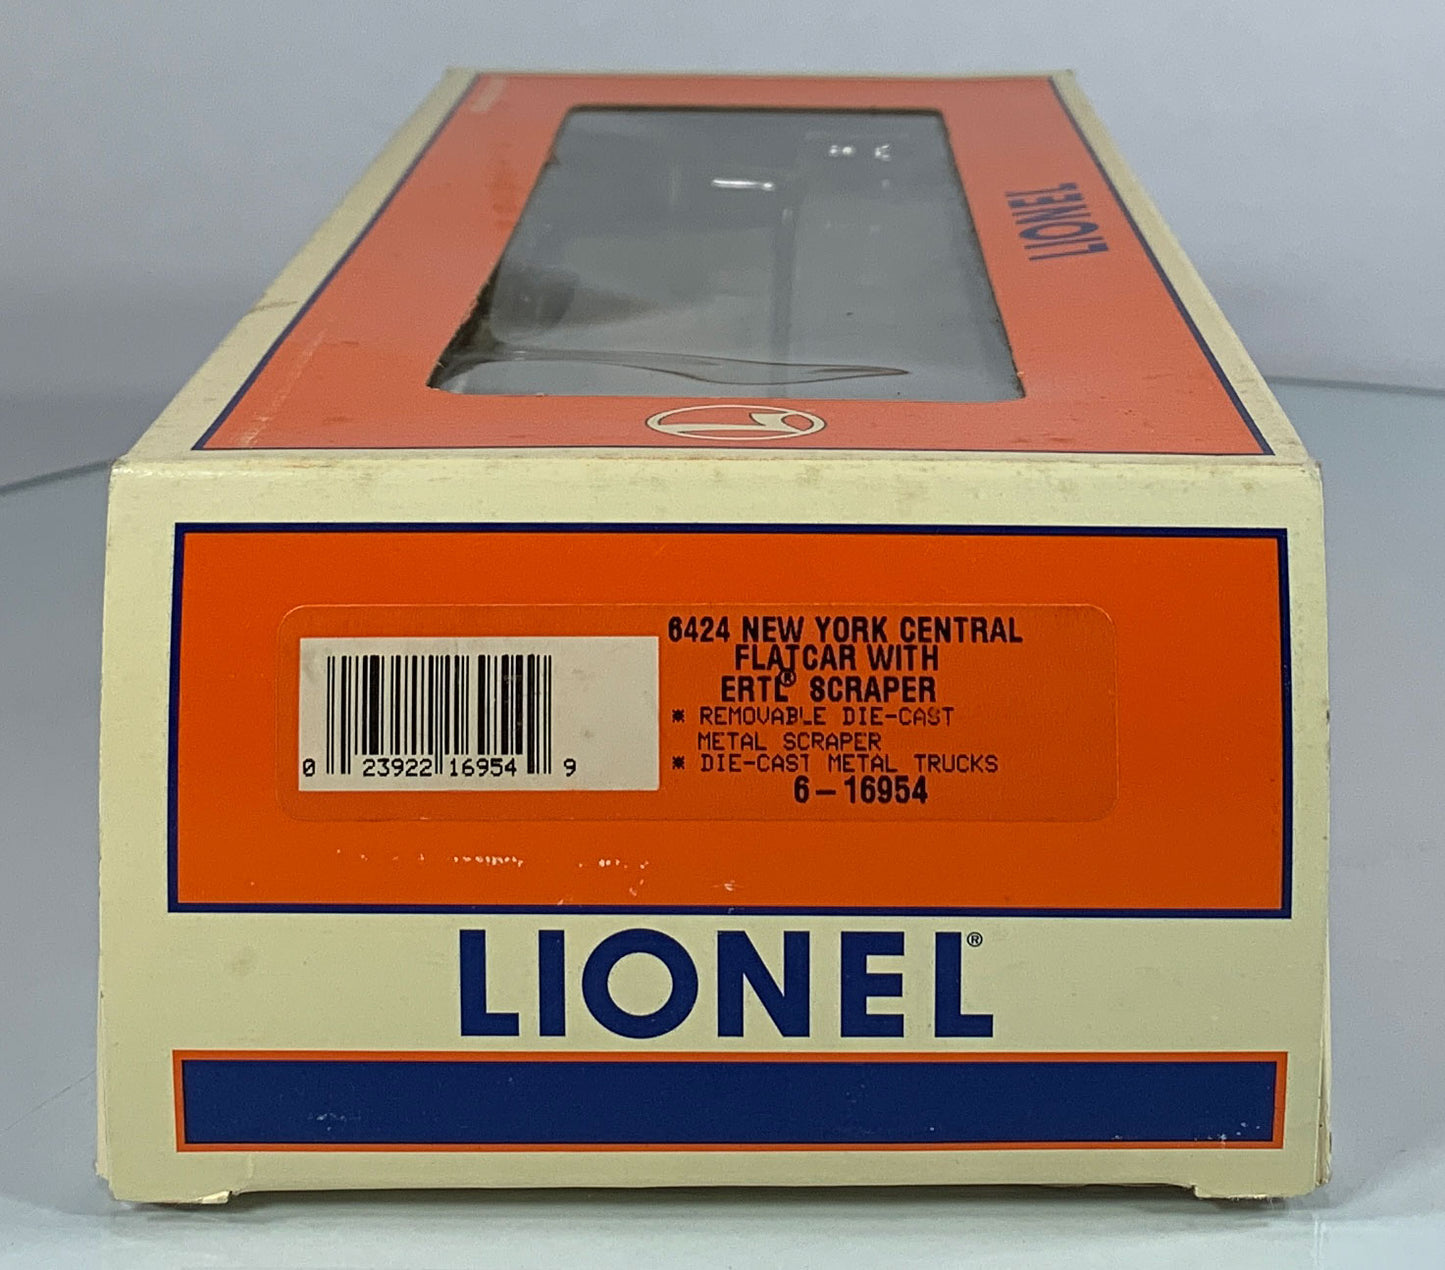 LIONEL
6424 NEW YORK CENTRAL
FLATCAR WITH
ERTL® SCRAPER
* REMOVABLE DIE-CAST
METAL SCRAPER
* DIE-CAST METAL TRUCKS
6-16954
0 23922 16954 9
LIONEL®